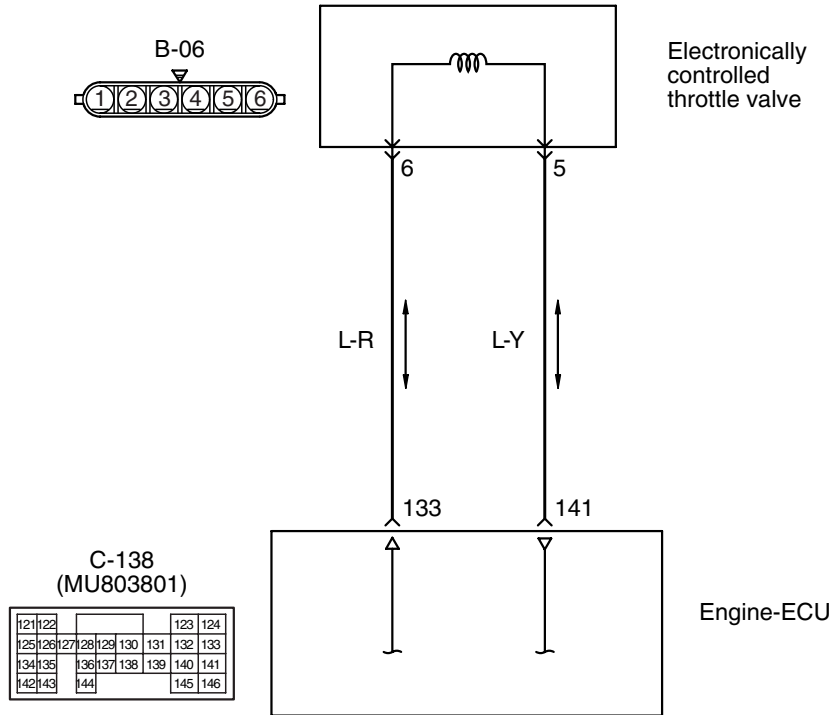 B-06
1 2 3 4 5 6
Electronically
controlled
throttle valve
6 5
L-R L-Y
133 141
C-138
(MU803801)
121 122 123 124
125 126 127 128 129 130 131 132 133
134 135 136 137 138 139 140 141
142 143 144 145 146
Engine-ECU